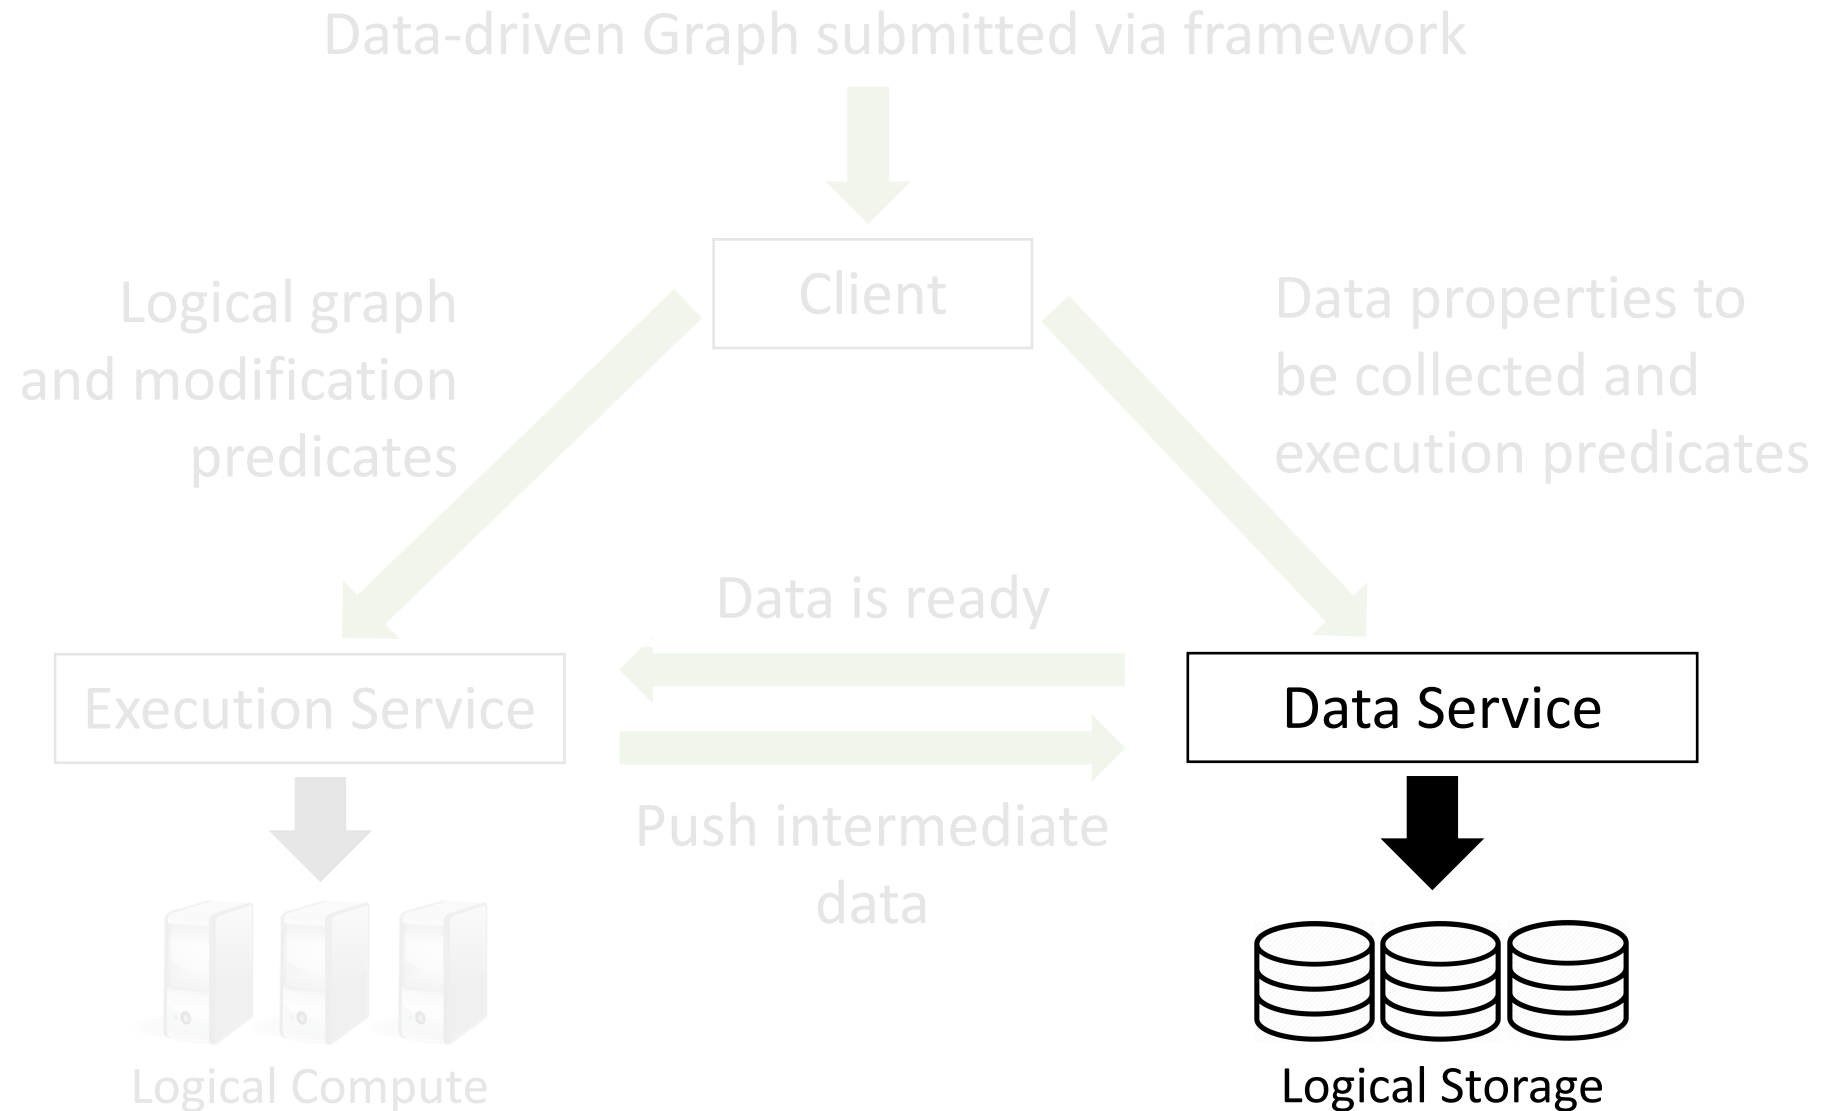 Data-driven Graph submitted via framework
Client
Logical graph
and modification
predicates
Data properties to
be collected and
execution predicates
Data is ready
Execution Service
Data Service
Push intermediate
data
Logical Compute
Logical Storage